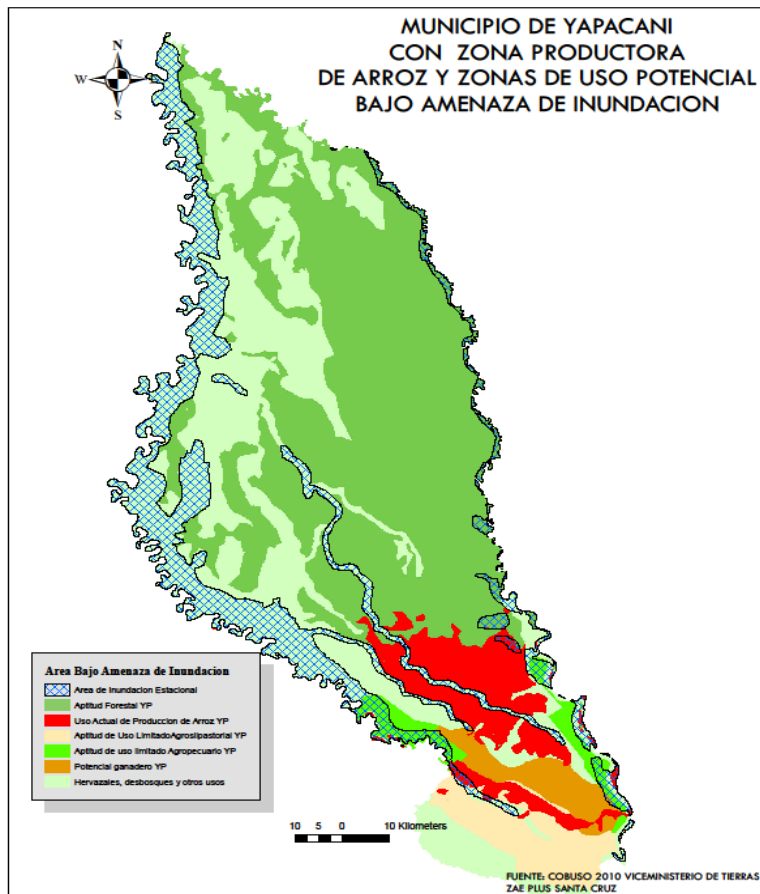 MUNICIPIO DE YAPACANI
CON ZONA PRODUCTORA
DE ARROZ Y ZONAS DE USO POTENCIAL
BAJO AMENAZA DE INUNDACION
N
W
S
Area Bajo Amenaza de Inundacion
Area de Inundacion Estacional
Aptitud Forestal YP
Uso Actual de Produccion de Arroz YP
Aptitud de Uso LimitadoAgrosilpastorial YP
Aptitud de uso limitado Agropecuario YP
Potencial ganadero YP
Hervazales, desbosques y otros usos
10 5 0 10 Kilometers
FUENTE: COBUSO 2010 VICEMINISTERIO DE TIERRAS
ZAE PLUS SANTA CRUZ